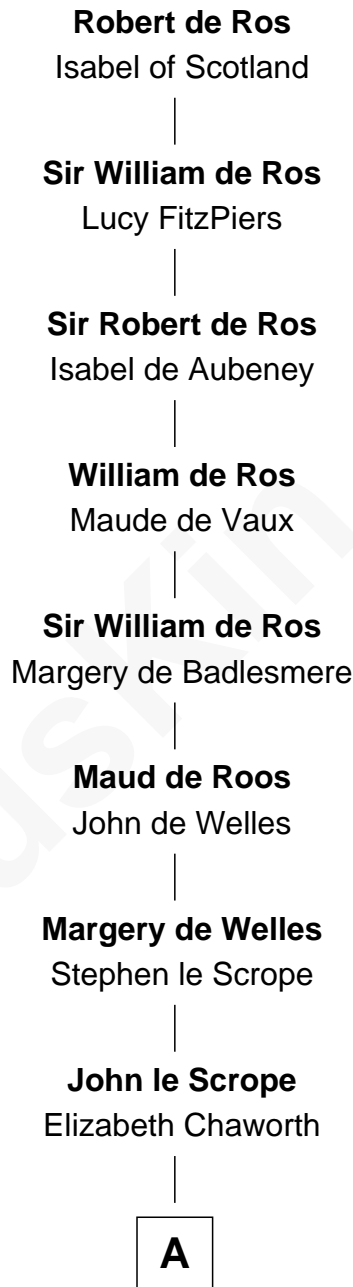 Robert de Ros
Isabel of Scotland
Sir William de Ros
Lucy FitzPiers
Sir Robert de Ros
Isabel de Aubeney
William de Ros
Maude de Vaux
Sir William de Ros
Margery de Badlesmere
Maud de Roos
John de Welles
Margery de Welles
Stephen le Scrope
John le Scrope
Elizabeth Chaworth
A